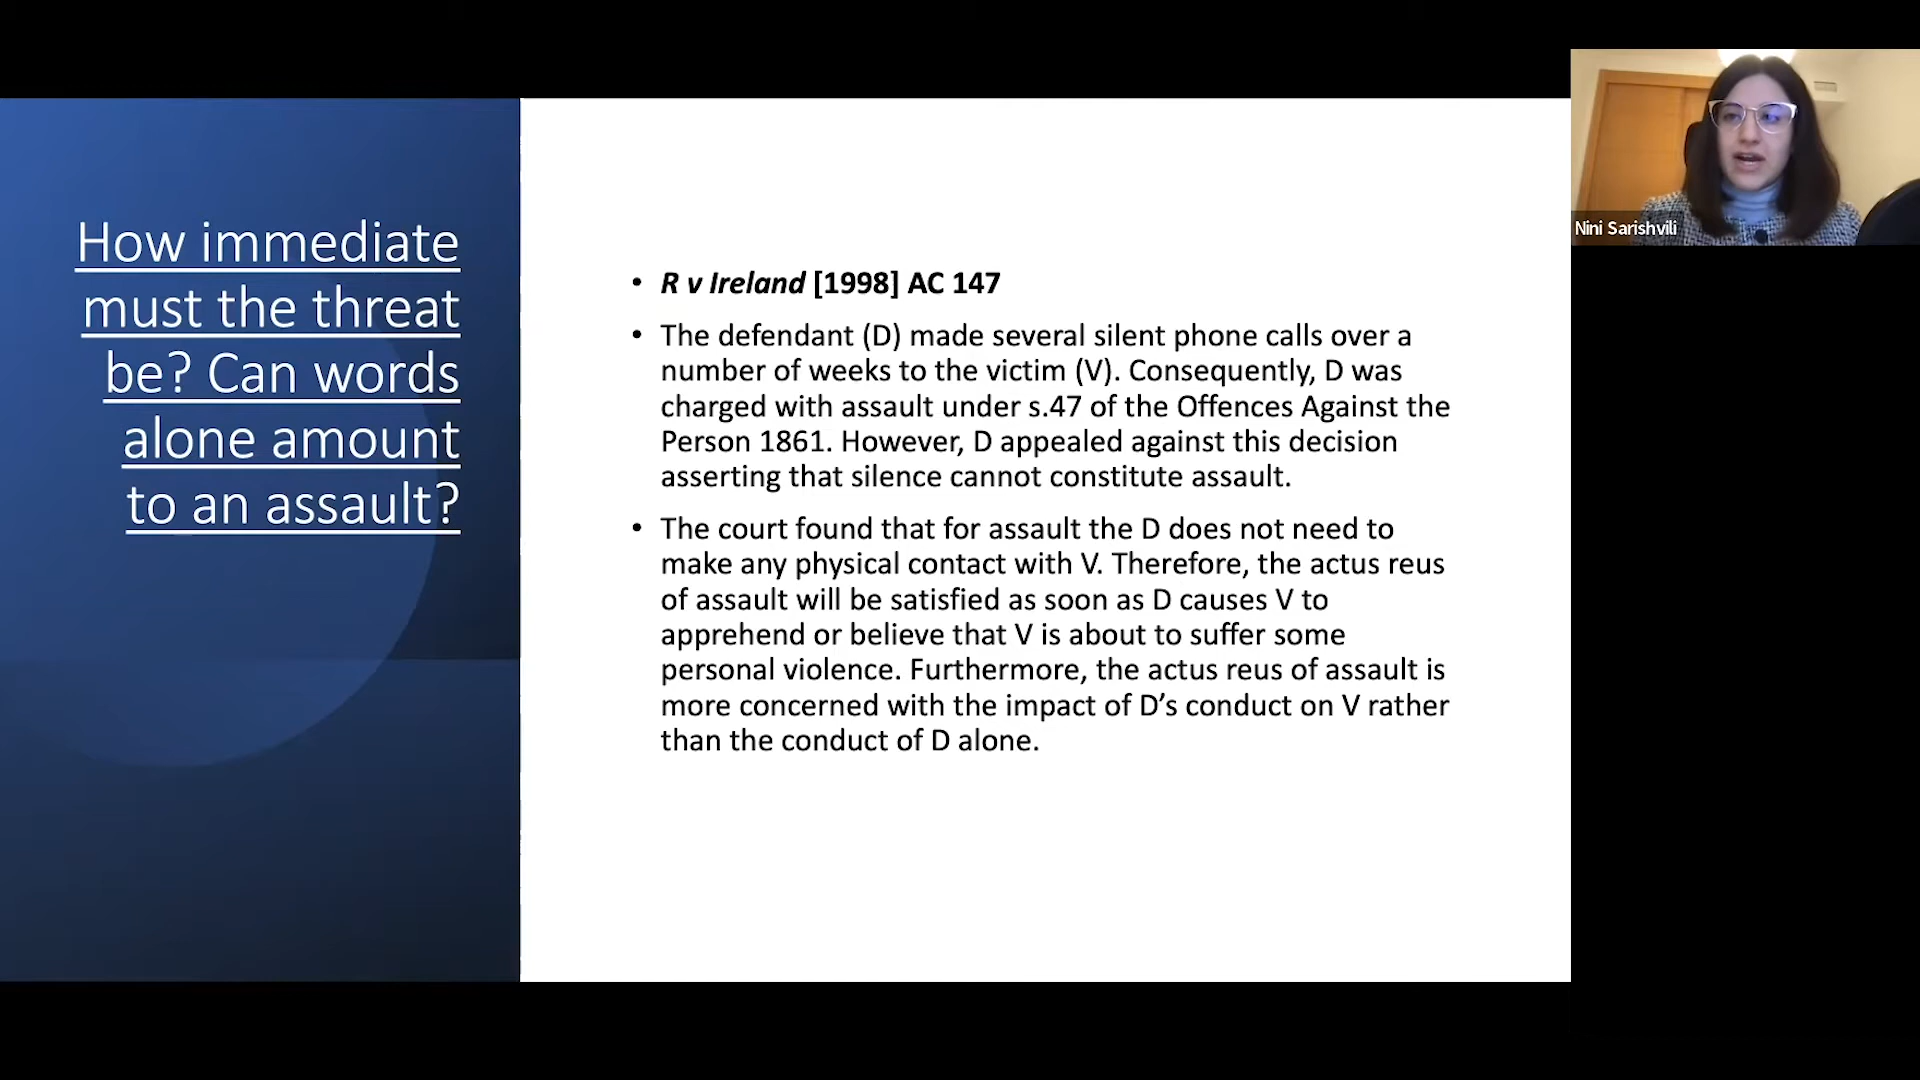 How immediate
must the threat
be? Can words
alone amount
to an assault?
• R v Ireland [1998] AC 147
• The defendant (D) made several silent phone calls over a
number of weeks to the victim (V). Consequently, D was
charged with assault under s.47 of the Offences Against the
Person 1861. However, D appealed against this decision
asserting that silence cannot constitute assault.
• The court found that for assault the D does not need to
make any physical contact with V. Therefore, the actus reus
of assault will be satisfied as soon as D causes V to
apprehend or believe that V is about to suffer some
personal violence. Furthermore, the actus reus of assault is
more concerned with the impact of D’s conduct on V rather
than the conduct of D alone.
Nini Sarishvili